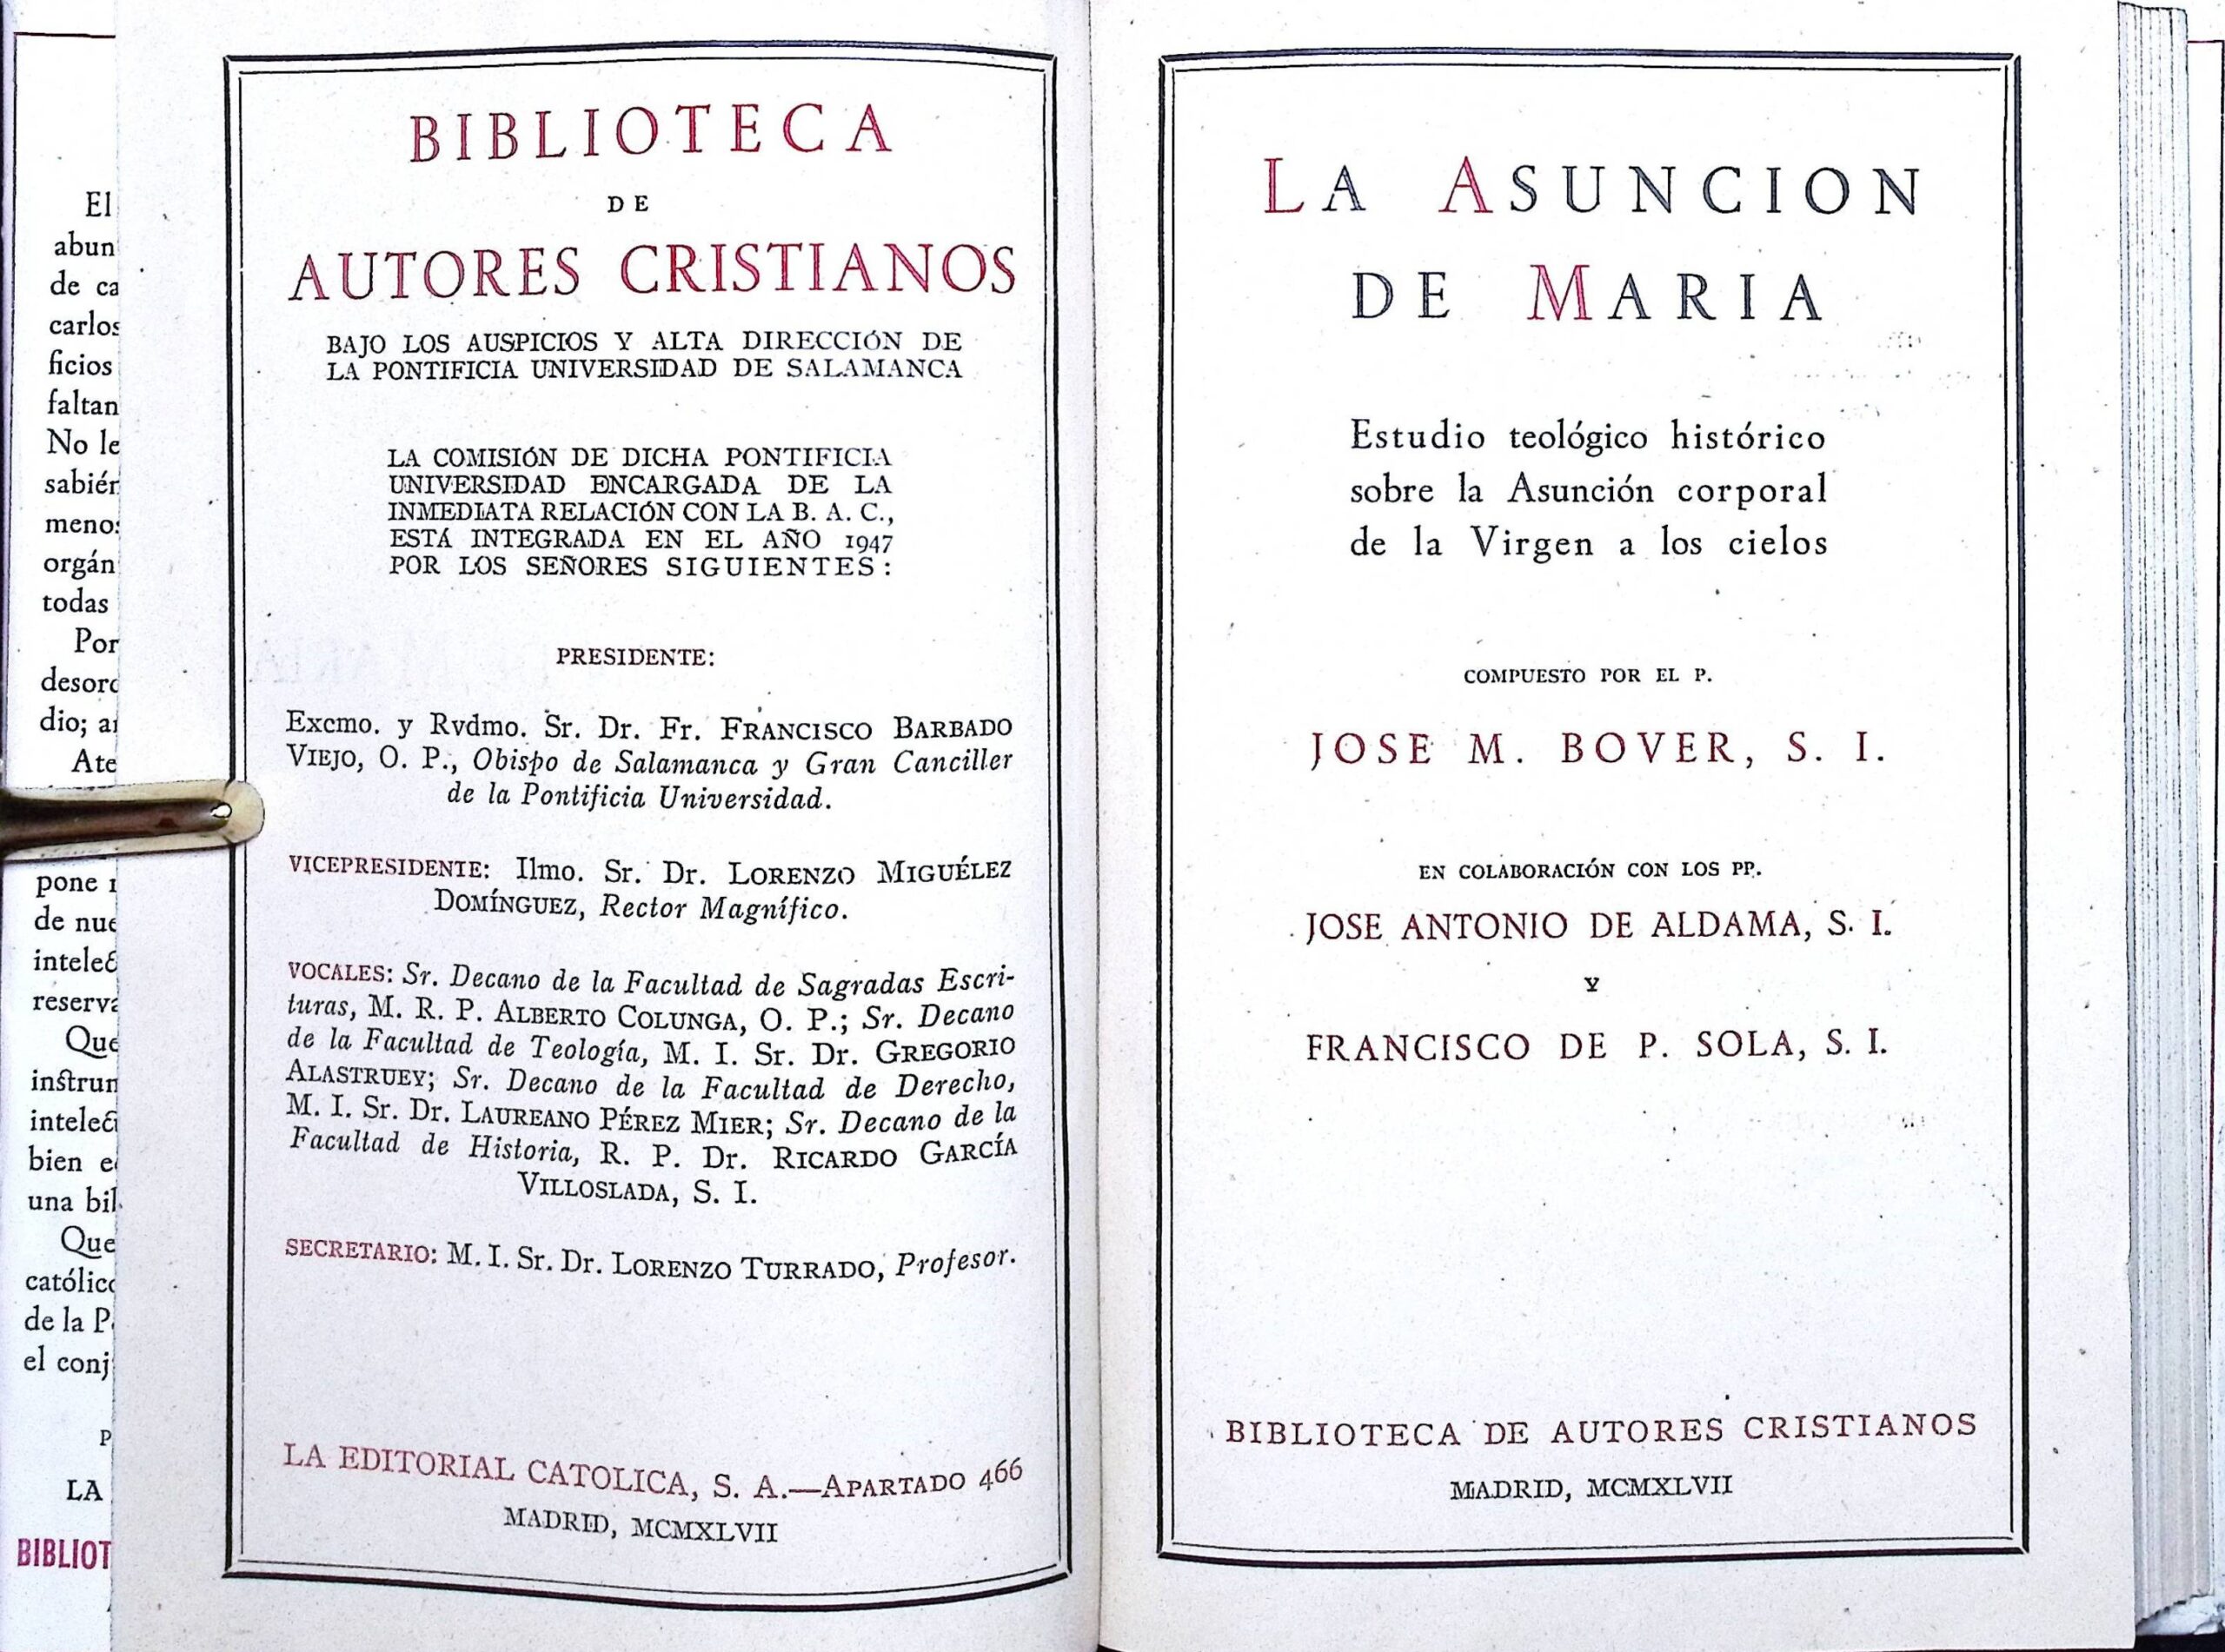 El
abun
de ca
carlos
ficios
faltan
No le
sabiér
menos
orgán
todas
Por
desord
dio; ar
Ate
pone
de nue
intelec
reserva
Que
instrun
intelect
bien e
una bil
Que
católico
de la P
el conj
P
LA
BIBLIOT
BIBLIOTECA
DE
AUTORES CRISTIANOS
BAJO LOS AUSPICIOS Y ALTA DIRECCIÓN DE
LA PONTIFICIA UNIVERSIDAD DE SALAMANCA
LA COMISIÓN DE DICHA PONTIFICIA
UNIVERSIDAD ENCARGADA DE LA
INMEDIATA RELACIÓN CON LA B. A. C.,
ESTÁ INTEGRADA EN EL AÑO 1947
POR LOS SEÑORES SIGUIENTES:
PRESIDENTE:
Excmo. y Rvdmo. Sr. Dr. Fr. FRANCISCO BARBADO
VIEJO, O. P., Obispo de Salamanca y Gran Canciller
de la Pontificia Universidad.
VICEPRESIDENTE: Ilmo. Sr. Dr. LORENZO MIGUÉLEZ
DOMÍNGUEZ, Rector Magnífico.
VOCALES: Sr. Decano de la Facultad de Sagradas Escri-
turas, M. R. P. ALBERTO COLUNGA, O. P.; Sr. Decano
de la Facultad de Teología, M. I. Sr. Dr. GREGORIO
ALASTRUEY; Sr. Decano de la Facultad de Derecho,
M. I. Sr. Dr. LAUREANO PÉREZ MIER; Sr. Decano de la
Facultad de Historia, R. P. Dr. RICARDO GARCÍA
VILLOSLADA, S. I.
SECRETARIO: M. I. Sr. Dr. LORENZO TURRADO, Profesor.
LA EDITORIAL CATOLICA, S. A.—APARTADO 466
MADRID, MCMXLVII
LA ASUNCION
DE MARIA
Estudio teológico histórico
sobre la Asunción corporal
de la Virgen a los cielos
COMPUESTO POR EL P.
JOSE M. BOVER, S. I.
EN COLABORACIÓN CON LOS PP.
JOSE ANTONIO DE ALDAMA, S. I.
Y
FRANCISCO DE P. SOLA, S. I.
BIBLIOTECA DE AUTORES CRISTIANOS
MADRID, MCMXLVII